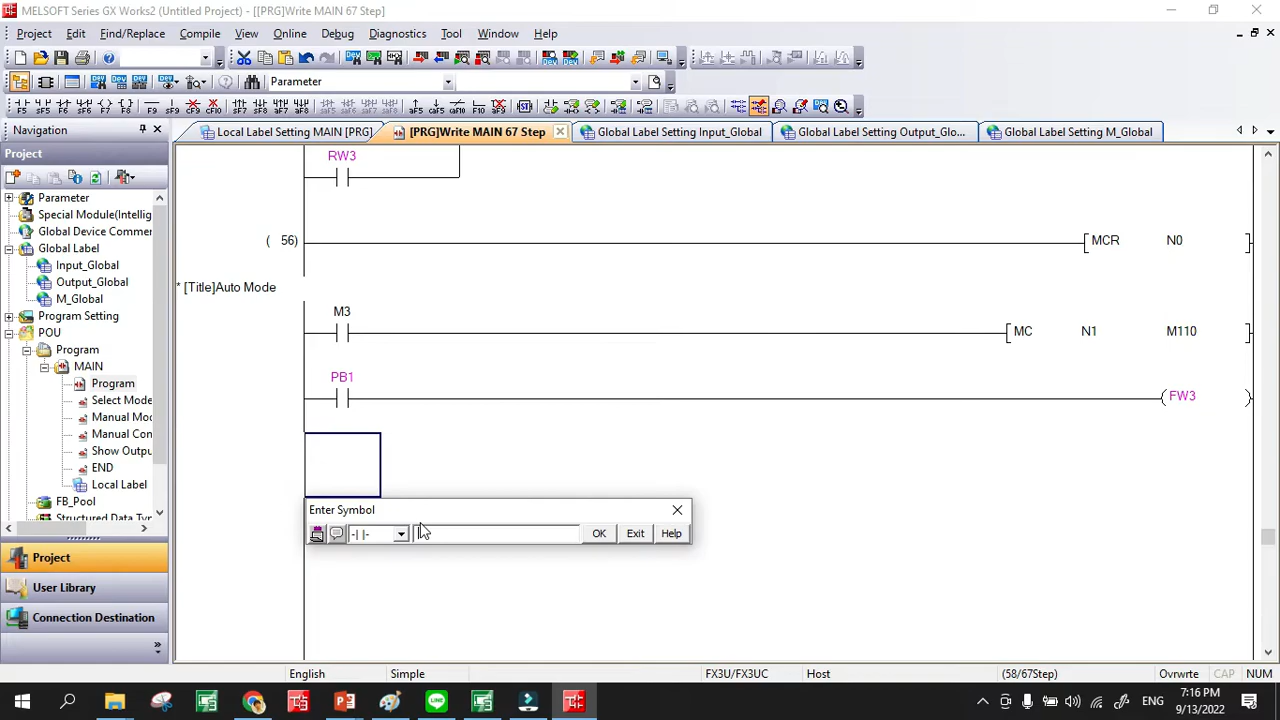 MELSOFT Series GX Works2 (Untitled Project) - [[PRG]Write MAIN 67 Step]
Project Edit Find/Replace Compile View Online Debug Diagnostics Tool Window Help
Parameter
Navigation
Local Label Setting MAIN [PRG]
[PRG]Write MAIN 67 Step
Global Label Setting Input_Global
Global Label Setting Output_Glo...
Global Label Setting M_Global
Project
Parameter
Special Module(Intellig
Global Device Commer
Global Label
Input_Global
Output_Global
M_Global
Program Setting
POU
Program
MAIN
Program
Select Mode
Manual Mo
Manual Con
Show Outpu
END
Local Label
FB_Pool
Structured Data Typ
Project
User Library
Connection Destination
RW3
( 56)
MCR N0
* [Title]Auto Mode
M3
MC N1 M110
PB1
FW3
Enter Symbol
OK Exit Help
English Simple FX3U/FX3UC Host (58/67Step) Ovrwrte CAP NUM
ENG
7:16 PM
9/13/2022